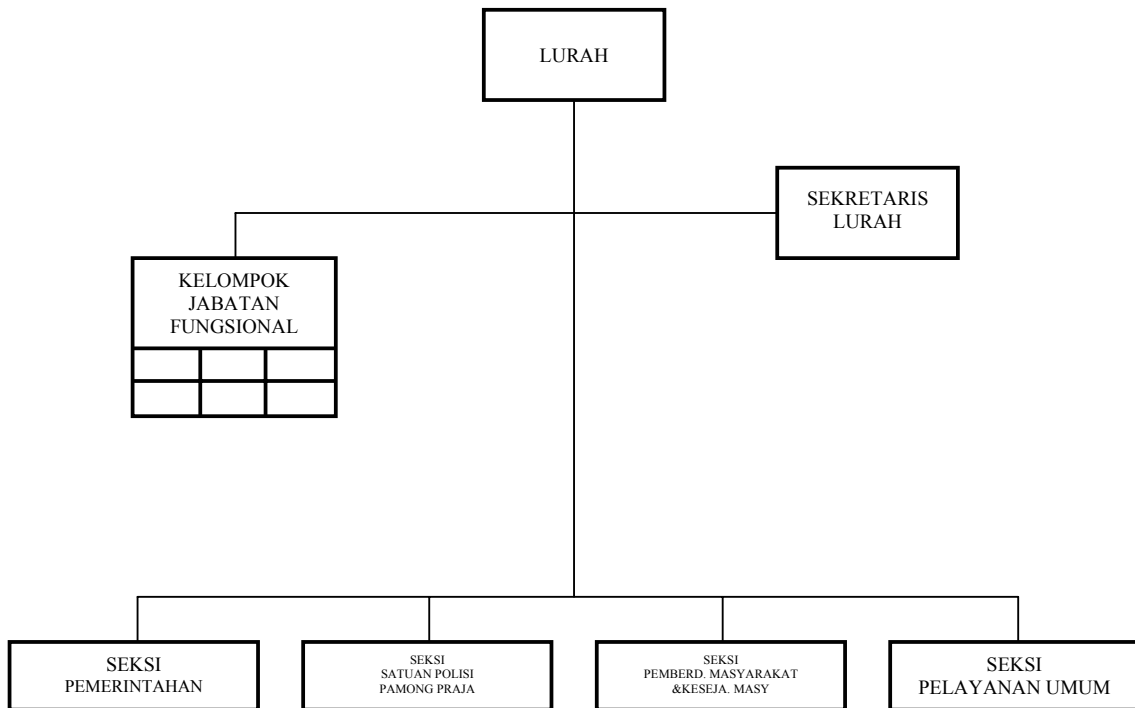 LURAH
SEKRETARIS
LURAH
KELOMPOK
JABATAN
FUNGSIONAL
SEKSI
PEMERINTAHAN
SEKSI
SATUAN POLISI
PAMONG PRAJA
SEKSI
PEMBERD. MASYARAKAT
&KESEJA. MASY
SEKSI
PELAYANAN UMUM